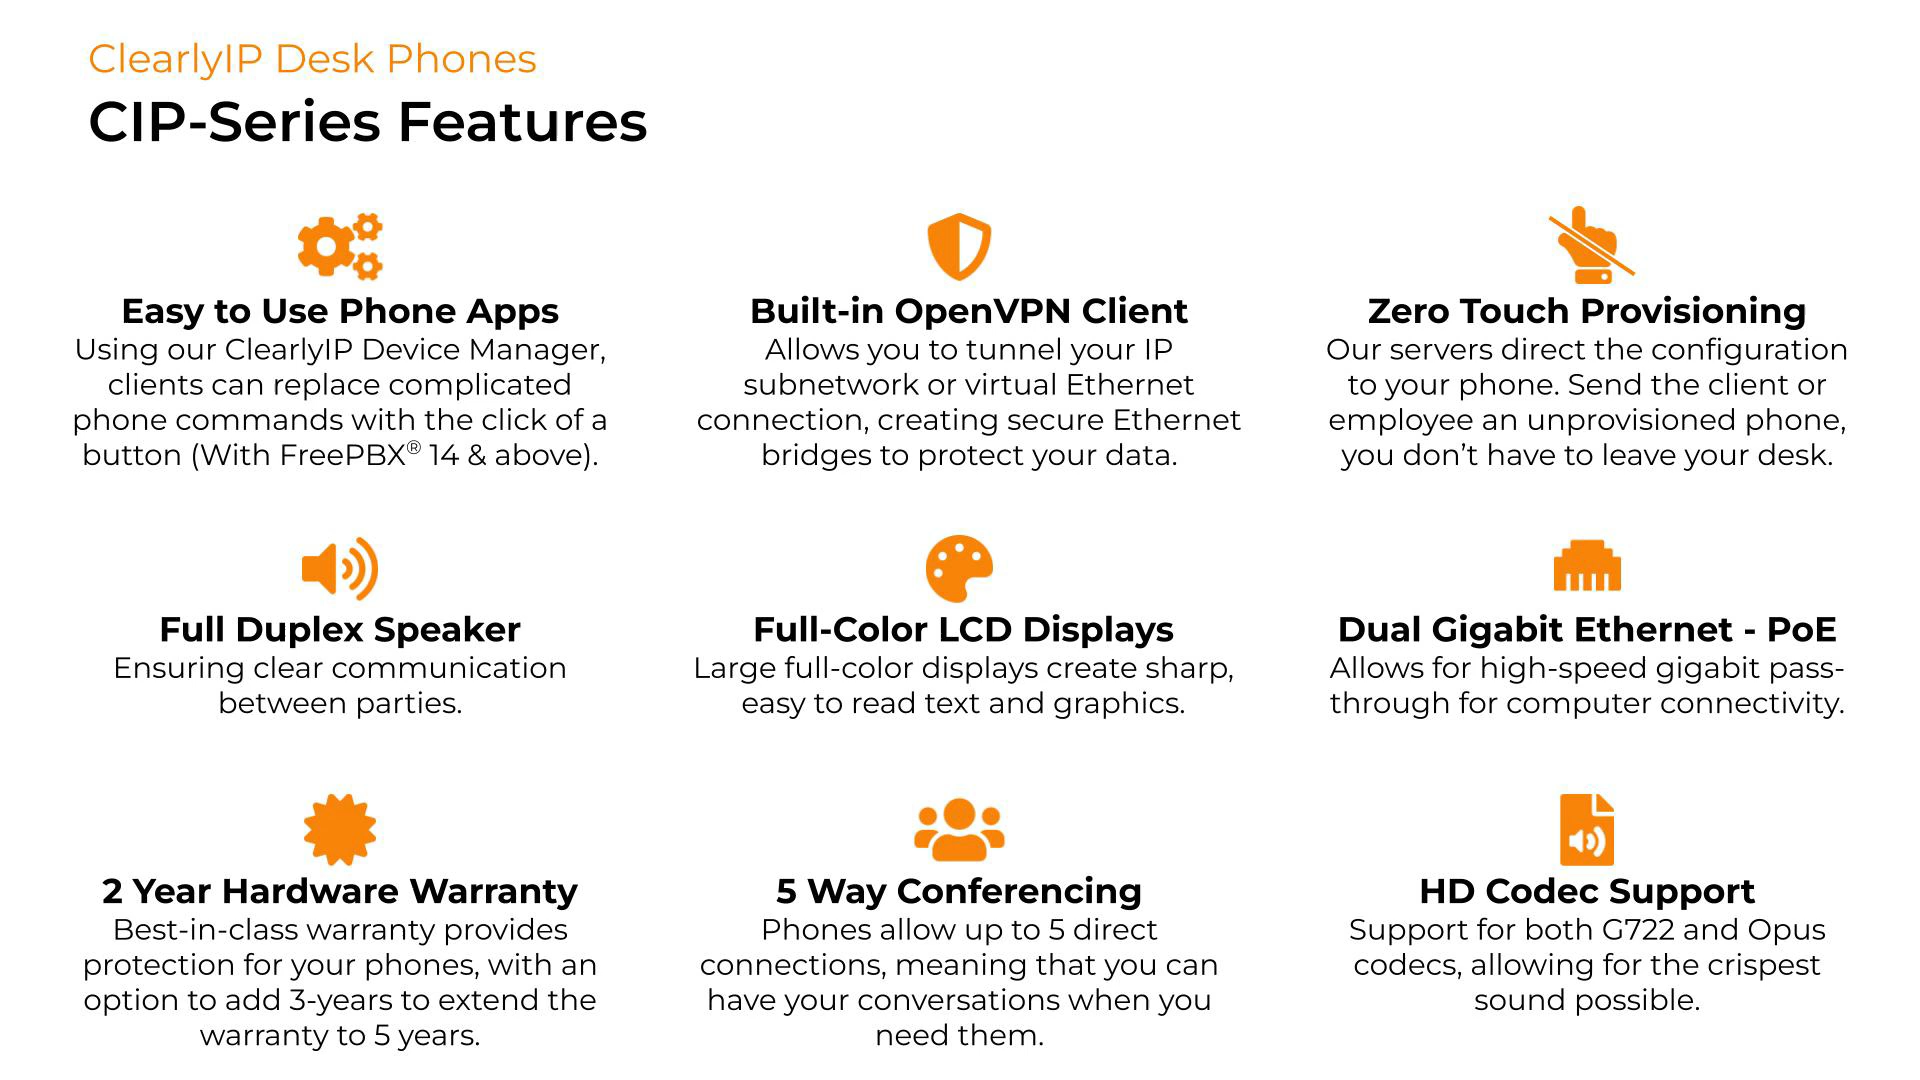 ClearlyIP Desk Phones
CIP-Series Features
Easy to Use Phone Apps
Using our ClearlyIP Device Manager,
clients can replace complicated
phone commands with the click of a
button (With FreePBX® 14 & above).
Built-in OpenVPN Client
Allows you to tunnel your IP
subnetwork or virtual Ethernet
connection, creating secure Ethernet
bridges to protect your data.
Zero Touch Provisioning
Our servers direct the configuration
to your phone. Send the client or
employee an unprovisioned phone,
you don’t have to leave your desk.
Full Duplex Speaker
Ensuring clear communication
between parties.
Full-Color LCD Displays
Large full-color displays create sharp,
easy to read text and graphics.
Dual Gigabit Ethernet - PoE
Allows for high-speed gigabit pass-
through for computer connectivity.
2 Year Hardware Warranty
Best-in-class warranty provides
protection for your phones, with an
option to add 3-years to extend the
warranty to 5 years.
5 Way Conferencing
Phones allow up to 5 direct
connections, meaning that you can
have your conversations when you
need them.
HD Codec Support
Support for both G722 and Opus
codecs, allowing for the crispest
sound possible.